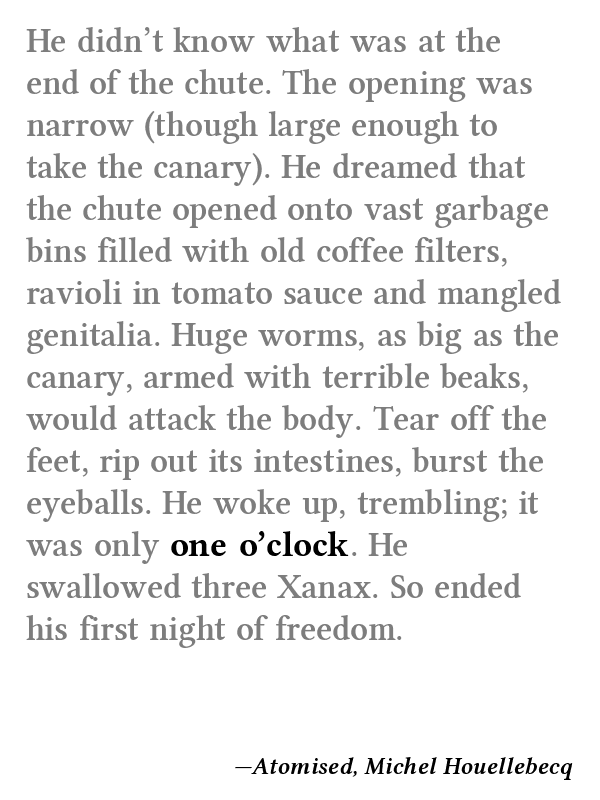 He didn’t know what was at the
end of the chute. The opening was
narrow (though large enough to
take the canary). He dreamed that
the chute opened onto vast garbage
bins filled with old coffee filters,
ravioli in tomato sauce and mangled
genitalia. Huge worms, as big as the
canary, armed with terrible beaks,
would attack the body. Tear off the
feet, rip out its intestines, burst the
eyeballs. He woke up, trembling; it
was only one o’clock. He
swallowed three Xanax. So ended
his first night of freedom.
—Atomised, Michel Houellebecq